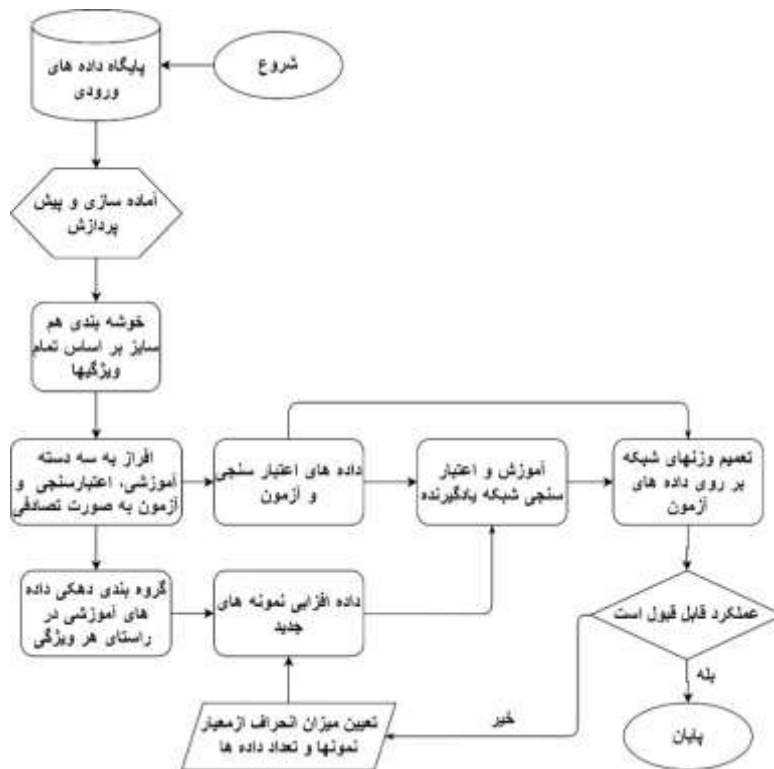 شروع
پایگاه داده های
ورودی
آماده سازی و پیش
پردازش
خوشه بندی هم
سایز بر اساس تمام
ویژگیها
افراز به سه دسته
آموزشی، اعتبارسنجی و
آزمون به صورت تصادفی
داده های اعتبار سنجی
و آزمون
آموزش و اعتبار
سنجی شبکه یادگیرنده
تعمیم وزنهای شبکه
بر روی داده های
آزمون
گروه بندی دهکی داده
های آموزشی در
راستای هر ویژگی
داده افزایی نمونه های
جدید
عملکرد قابل قبول است
بله
خیر
تعیین میزان انحراف ازمعیار
نمونها و تعداد داده ها
پایان